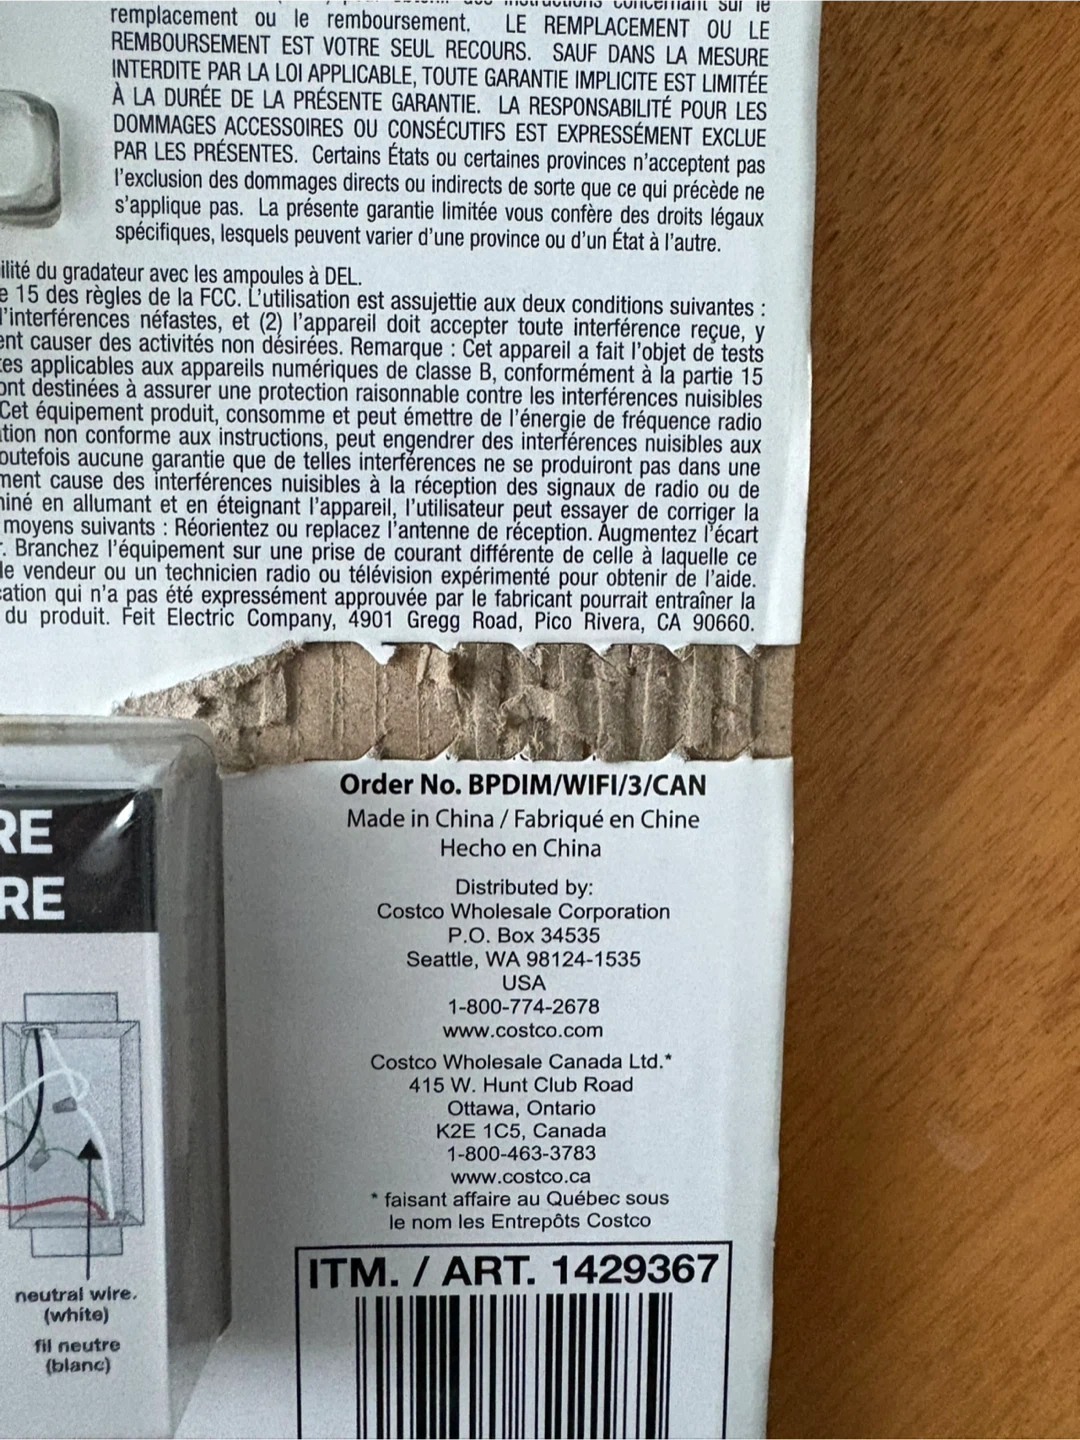 remplacement ou le remboursement. LE REMPLACEMENT OU LE
REMBOURSEMENT EST VOTRE SEUL RECOURS. SAUF DANS LA MESURE
INTERDITE PAR LA LOI APPLICABLE, TOUTE GARANTIE IMPLICITE EST LIMITÉE
À LA DURÉE DE LA PRÉSENTE GARANTIE. LA RESPONSABILITÉ POUR LES
DOMMAGES ACCESSOIRES OU CONSÉCUTIFS EST EXPRESSÉMENT EXCLUE
PAR LES PRÉSENTES. Certains États ou certaines provinces n'acceptent pas
l'exclusion des dommages directs ou indirects de sorte que ce qui précède ne
s'applique pas. La présente garantie limitée vous confère des droits légaux
spécifiques, lesquels peuvent varier d'une province ou d'un État à l'autre.
ilité du gradateur avec les ampoules à DEL.
e 15 des règles de la FCC. L'utilisation est assujettie aux deux conditions suivantes :
l'interférences néfastes, et (2) l'appareil doit accepter toute interférence reçue, y
ent causer des activités non désirées. Remarque : Cet appareil a fait l'objet de tests
tes applicables aux appareils numériques de classe B, conformément à la partie 15
ont destinées à assurer une protection raisonnable contre les interférences nuisibles
Cet équipement produit, consomme et peut émettre de l'énergie de fréquence radio
tion non conforme aux instructions, peut engendrer des interférences nuisibles aux
outefois aucune garantie que de telles interférences ne se produiront pas dans une
ment cause des interférences nuisibles à la réception des signaux de radio ou de
niné en allumant et en éteignant l'appareil, l'utilisateur peut essayer de corriger la
moyens suivants : Réorientez ou replacez l'antenne de réception. Augmentez l'écart
r. Branchez l'équipement sur une prise de courant différente de celle à laquelle ce
le vendeur ou un technicien radio ou télévision expérimenté pour obtenir de l'aide.
cation qui n'a pas été expressément approuvée par le fabricant pourrait entraîner la
du produit. Feit Electric Company, 4901 Gregg Road, Pico Rivera, CA 90660.
RE
RE
neutral wire.
(white)
fil neutre
(blanc)
Order No. BPDIM/WIFI/3/CAN
Made in China / Fabriqué en Chine
Hecho en China
Distributed by:
Costco Wholesale Corporation
P.O. Box 34535
Seattle, WA 98124-1535
USA
1-800-774-2678
www.costco.com
Costco Wholesale Canada Ltd.*
415 W. Hunt Club Road
Ottawa, Ontario
K2E 1C5, Canada
1-800-463-3783
www.costco.ca
* faisant affaire au Québec sous
le nom les Entrepôts Costco
ITM. / ART. 1429367